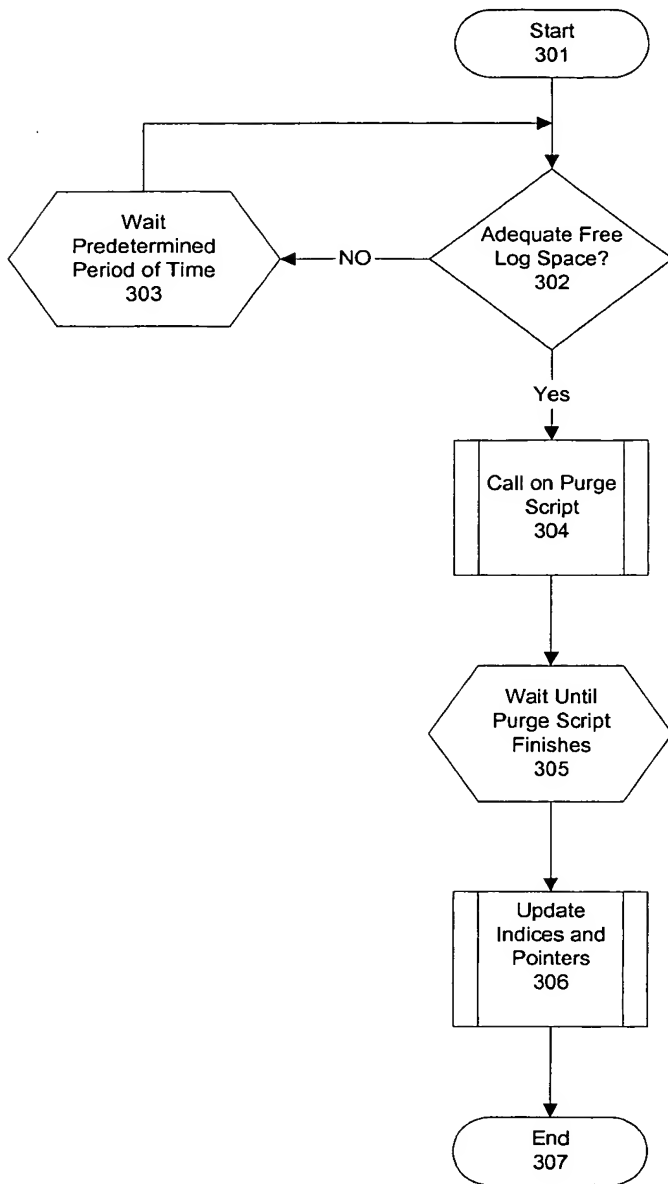 Start
301
Adequate Free
Log Space?
302
NO
Wait
Predetermined
Period of Time
303
Yes
Call on Purge
Script
304
Wait Until
Purge Script
Finishes
305
Update
Indices and
Pointers
306
End
307